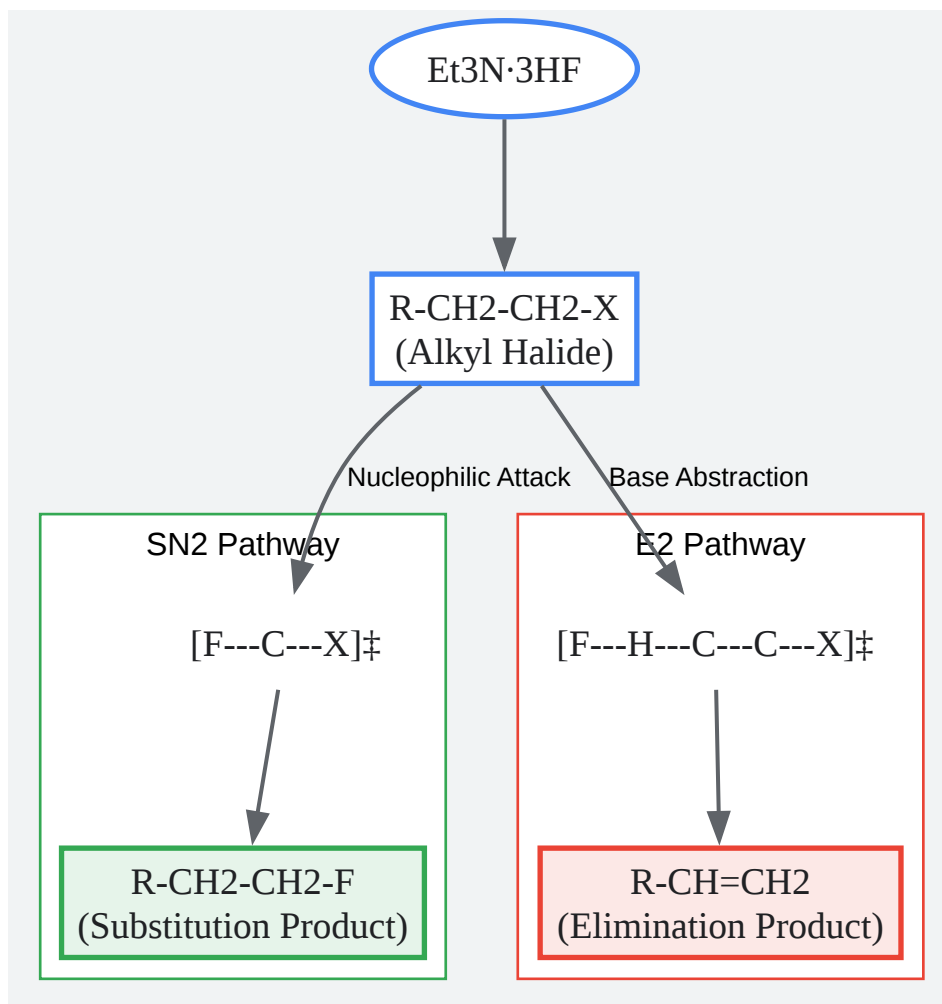 Et3N·3HF
R-CH2-CH2-X
(Alkyl Halide)
Nucleophilic Attack
Base Abstraction
SN2 Pathway
[F---C---X]‡
R-CH2-CH2-F
(Substitution Product)
E2 Pathway
[F---H---C---C---X]‡
R-CH=CH2
(Elimination Product)